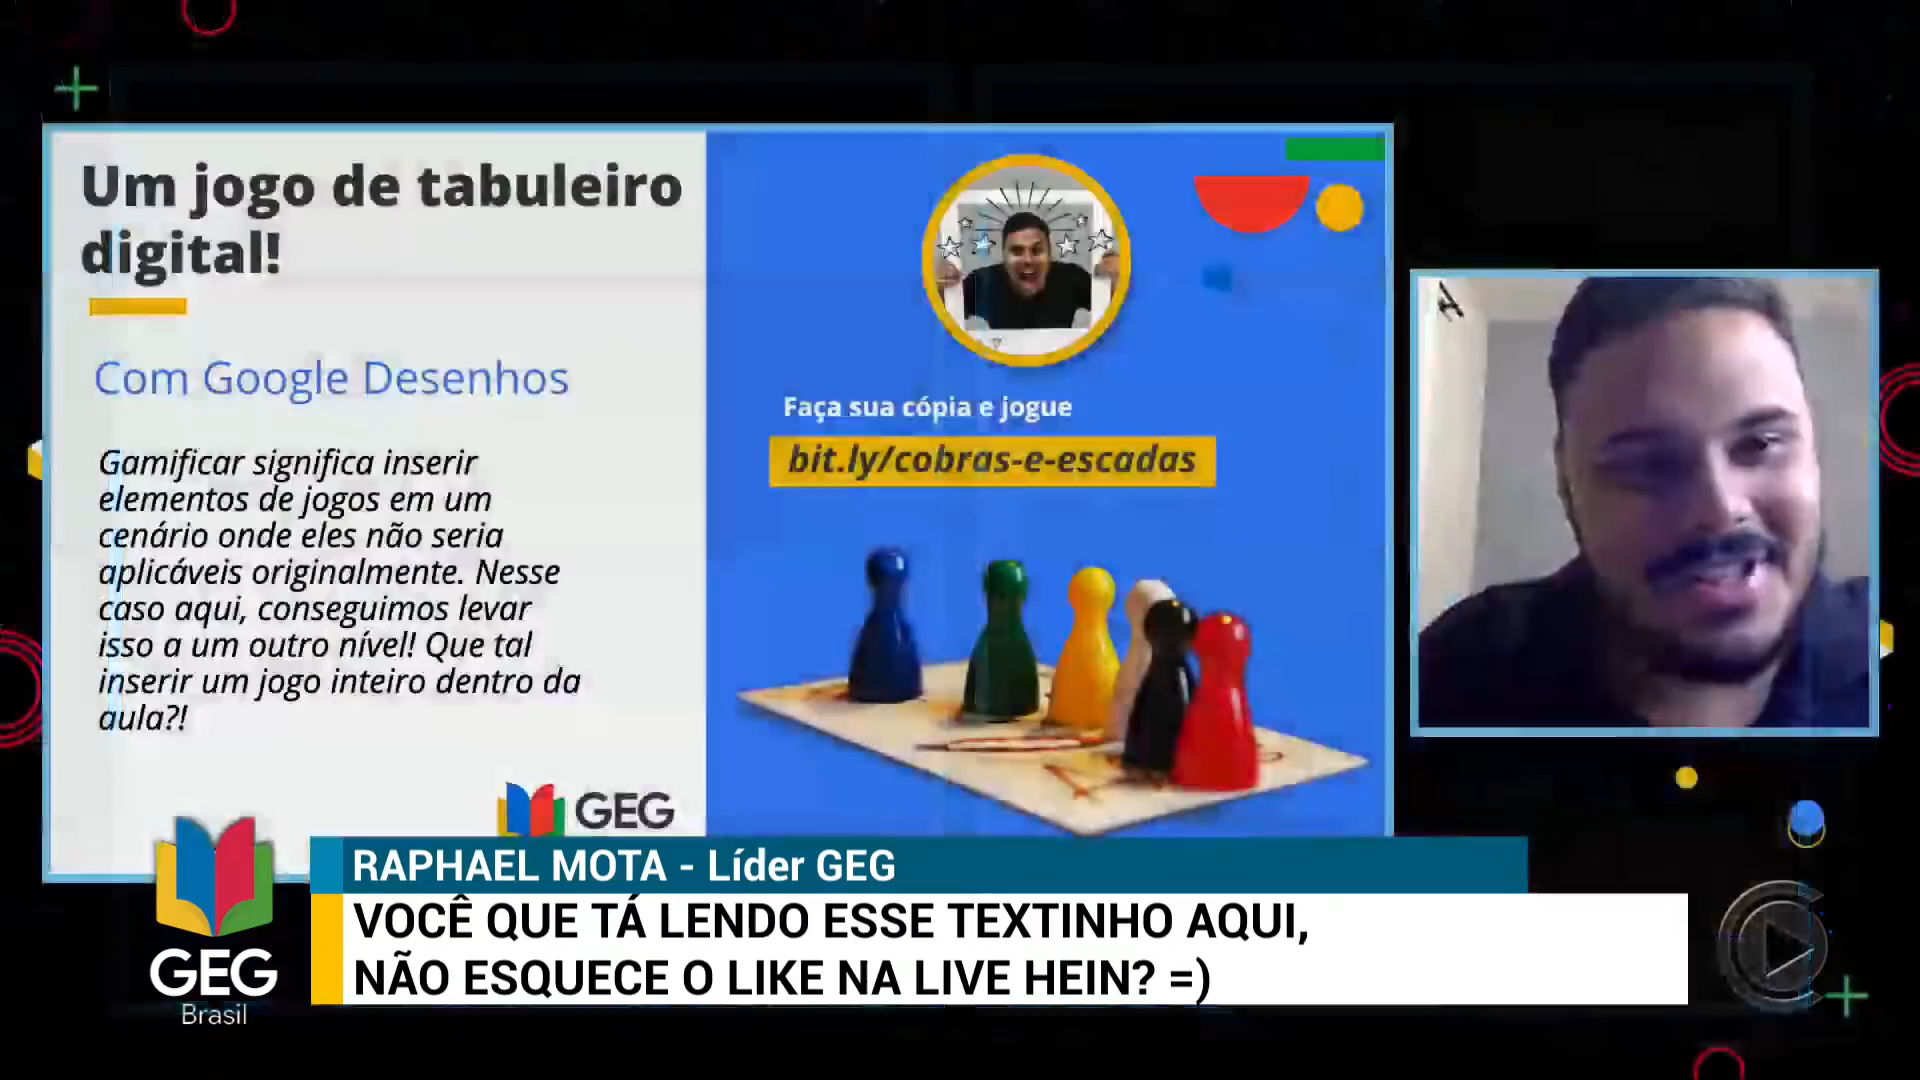 Um jogo de tabuleiro
digital!
Com Google Desenhos
Gamificar significa inserir
elementos de jogos em um
cenário onde eles não seria
aplicáveis originalmente. Nesse
caso aqui, conseguimos levar
isso a um outro nível! Que tal
inserir um jogo inteiro dentro da
aula?!
GEG
Faça sua cópia e jogue
bit.ly/cobras-e-escadas
A
RAPHAEL MOTA - Líder GEG
VOCÊ QUE TÁ LENDO ESSE TEXTINHO AQUI,
NÃO ESQUECE O LIKE NA LIVE HEIN? =)
GEG
Brasil